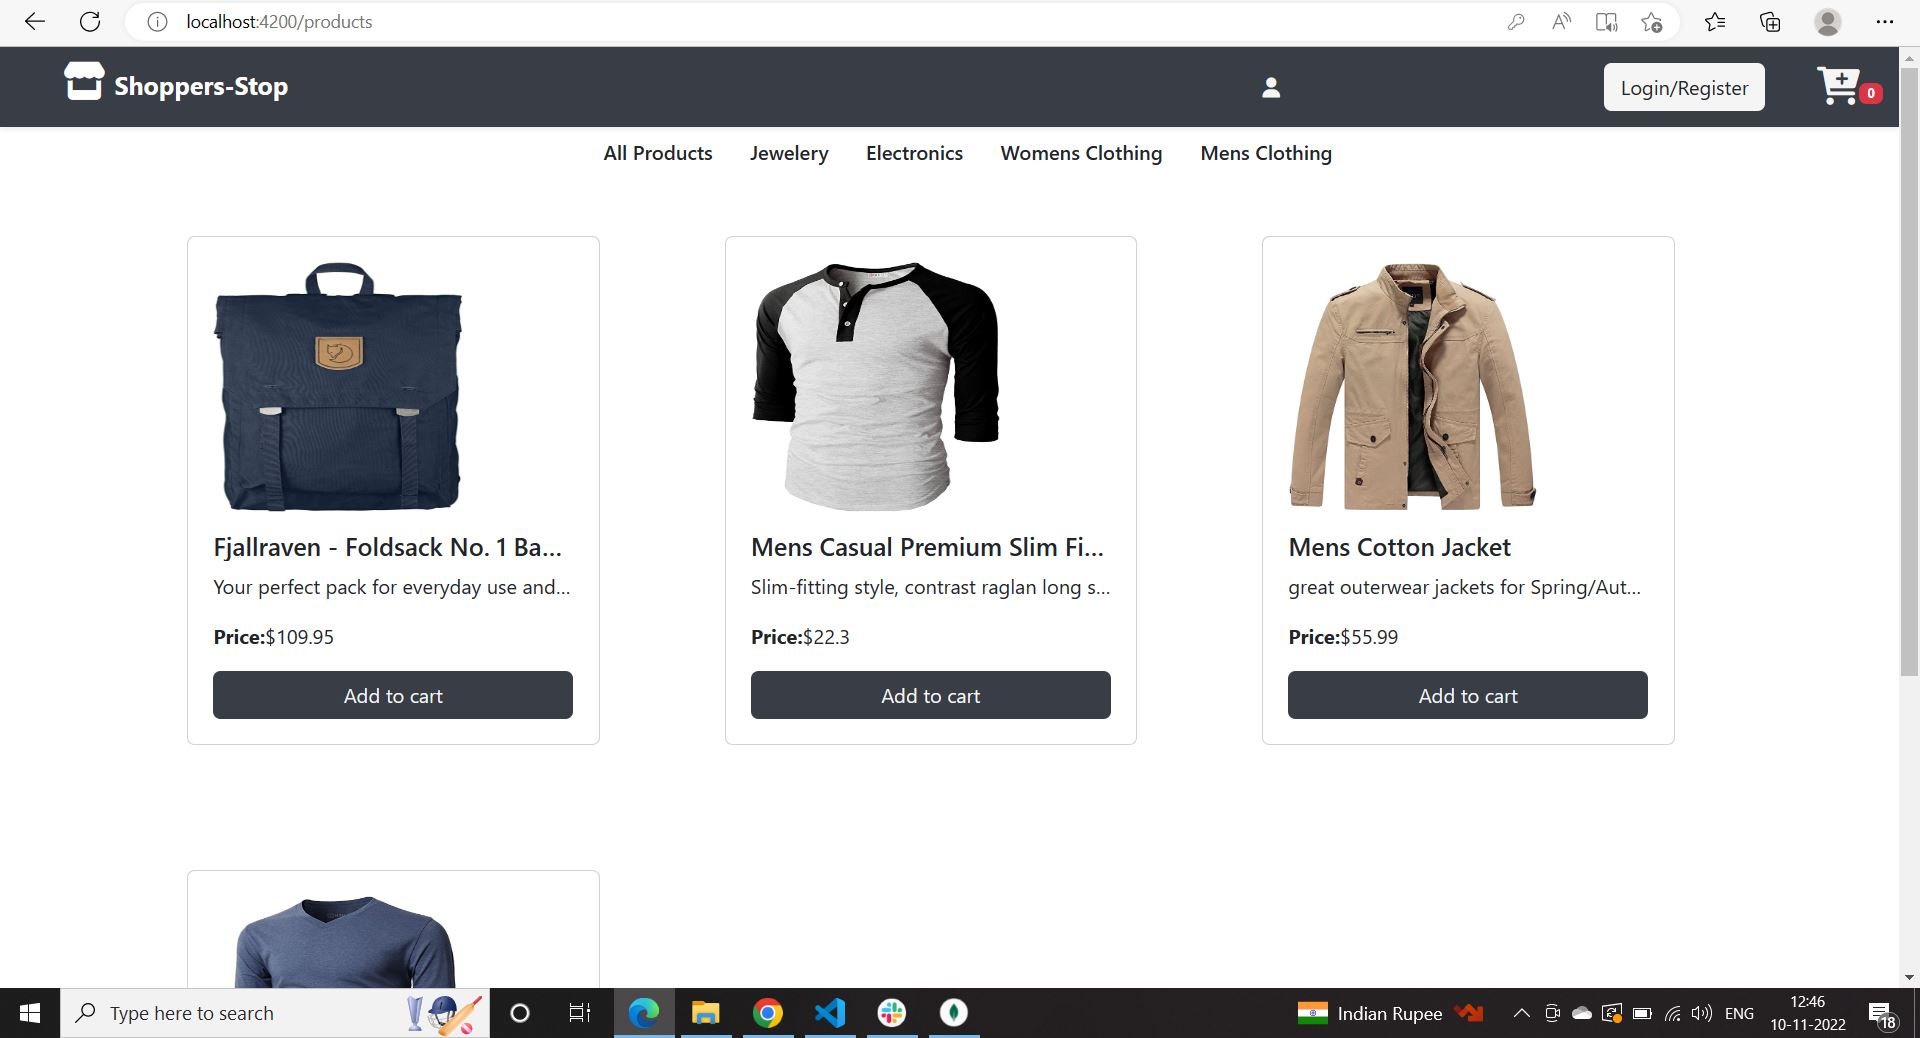 localhost:4200/products
Shoppers-Stop
Login/Register
0
All Products Jewelery Electronics Womens Clothing Mens Clothing
Fjallraven - Foldsack No. 1 Ba...
Your perfect pack for everyday use and...
Price:$109.95
Add to cart
Mens Casual Premium Slim Fi...
Slim-fitting style, contrast raglan long s...
Price:$22.3
Add to cart
Mens Cotton Jacket
great outerwear jackets for Spring/Aut...
Price:$55.99
Add to cart
Type here to search
Indian Rupee
ENG
12:46
10-11-2022
18